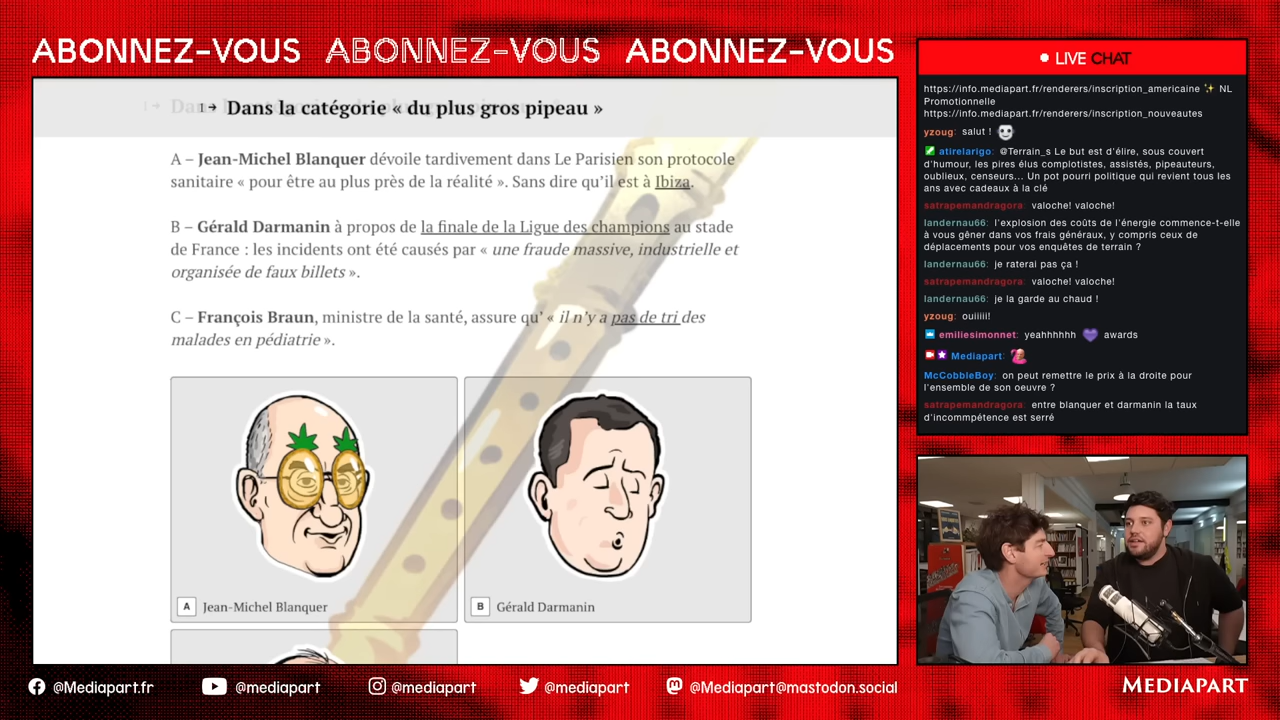 ABONNEZ-VOUS ABONNEZ-VOUS ABONNEZ-VOUS
Dans la catégorie « du plus gros pipeau »
A – Jean-Michel Blanquer dévoile tardivement dans Le Parisien son protocole
sanitaire « pour être au plus près de la réalité ». Sans dire qu’il est à Ibiza.
B – Gérald Darmanin à propos de la finale de la Ligue des champions au stade
de France : les incidents ont été causés par « une fraude massive, industrielle et
organisée de faux billets ».
C – François Braun, ministre de la santé, assure qu’ « il n’y a pas de tri des
malades en pédiatrie ».
A Jean-Michel Blanquer
B Gérald Darmanin
LIVE CHAT
https://info.mediapart.fr/renderers/inscription_americaine ✨ NL
Promotionnelle
https://info.mediapart.fr/renderers/inscription_nouveautes
yzoug: salut !
atirelarigo: @Terrain_s Le but est d’élire, sous couvert
d’humour, les pires élus complotistes, assistés, pipeauteurs,
oublieux, censeurs... Un pot pourri politique qui revient tous les
ans avec cadeaux à la clé
satrapemandragora: valoche! valoche!
landernau66: l’explosion des coûts de l’énergie commence-t-elle
à vous gêner dans vos frais généraux, y compris ceux de
déplacements pour vos enquêtes de terrain ?
landernau66: je raterai pas ça !
satrapemandragora: valoche! valoche!
landernau66: je la garde au chaud !
yzoug: ouiiiii!
emiliesimonnet: yeahhhhhh 💜 awards
Mediapart:
McCobbleBoy: on peut remettre le prix à la droite pour
l’ensemble de son oeuvre ?
satrapemandragora: entre blanquer et darmanin la taux
d’incommpétence est serré
@Mediapart.fr @mediapart @mediapart @mediapart @Mediapart@mastodon.social
MEDIAPART